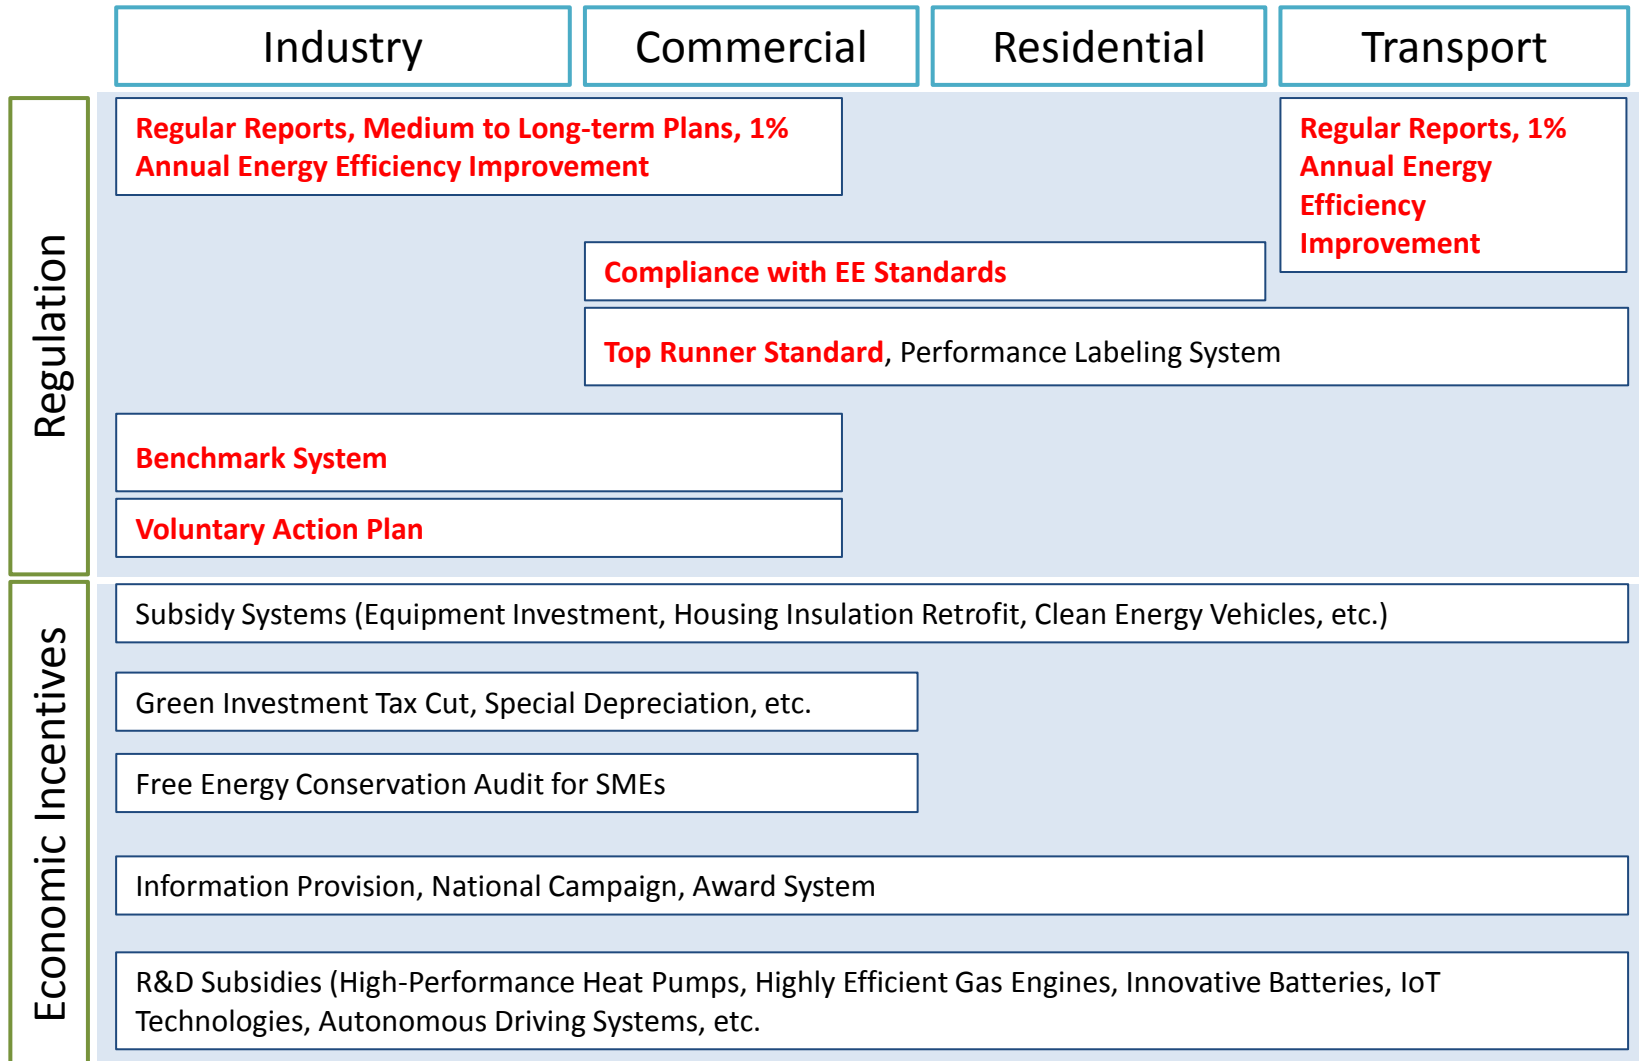 Industry
Commercial
Residential
Transport
Regulation
Regular Reports, Medium to Long-term Plans, 1%
Annual Energy Efficiency Improvement
Regular Reports, 1%
Annual Energy
Efficiency
Improvement
Compliance with EE Standards
Top Runner Standard, Performance Labeling System
Benchmark System
Voluntary Action Plan
Economic Incentives
Subsidy Systems (Equipment Investment, Housing Insulation Retrofit, Clean Energy Vehicles, etc.)
Green Investment Tax Cut, Special Depreciation, etc.
Free Energy Conservation Audit for SMEs
Information Provision, National Campaign, Award System
R&D Subsidies (High-Performance Heat Pumps, Highly Efficient Gas Engines, Innovative Batteries, IoT
Technologies, Autonomous Driving Systems, etc.